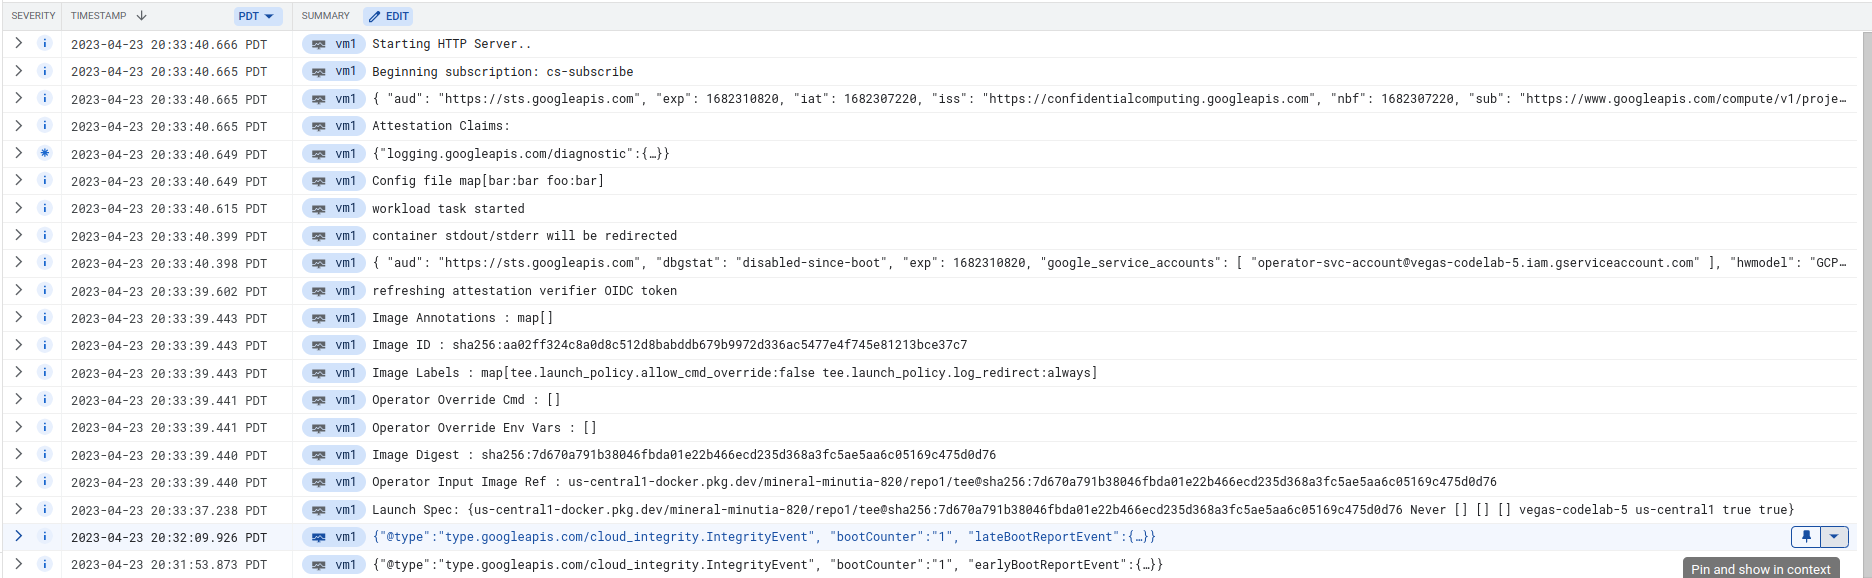 SEVERITY TIMESTAMP PDT SUMMARY EDIT
2023-04-23 20:33:40.666 PDT vm1 Starting HTTP Server..
2023-04-23 20:33:40.665 PDT vm1 Beginning subscription: cs-subscribe
2023-04-23 20:33:40.665 PDT vm1 { "aud": "https://sts.googleapis.com", "exp": 1682310820, "iat": 1682307220, "iss": "https://confidentialcomputing.googleapis.com", "nbf": 1682307220, "sub": "https://www.googleapis.com/compute/v1/proje…
2023-04-23 20:33:40.665 PDT vm1 Attestation Claims:
2023-04-23 20:33:40.649 PDT vm1 {"logging.googleapis.com/diagnostic":{…}}
2023-04-23 20:33:40.649 PDT vm1 Config file map[bar:bar foo:bar]
2023-04-23 20:33:40.615 PDT vm1 workload task started
2023-04-23 20:33:40.399 PDT vm1 container stdout/stderr will be redirected
2023-04-23 20:33:40.398 PDT vm1 { "aud": "https://sts.googleapis.com", "dbgstat": "disabled-since-boot", "exp": 1682310820, "google_service_accounts": [ "operator-svc-account@vegas-codelab-5.iam.gserviceaccount.com" ], "hwmodel": "GCP…
2023-04-23 20:33:39.602 PDT vm1 refreshing attestation verifier OIDC token
2023-04-23 20:33:39.443 PDT vm1 Image Annotations : map[]
2023-04-23 20:33:39.443 PDT vm1 Image ID : sha256:aa02ff324c8a0d8c512d8babddb679b9972d336ac5477e4f745e81213bce37c7
2023-04-23 20:33:39.443 PDT vm1 Image Labels : map[tee.launch_policy.allow_cmd_override:false tee.launch_policy.log_redirect:always]
2023-04-23 20:33:39.441 PDT vm1 Operator Override Cmd : []
2023-04-23 20:33:39.441 PDT vm1 Operator Override Env Vars : []
2023-04-23 20:33:39.440 PDT vm1 Image Digest : sha256:7d670a791b38046fbda01e22b466ecd235d368a3fc5ae5aa6c05169c475d0d76
2023-04-23 20:33:39.440 PDT vm1 Operator Input Image Ref : us-central1-docker.pkg.dev/mineral-minutia-820/repo1/tee@sha256:7d670a791b38046fbda01e22b466ecd235d368a3fc5ae5aa6c05169c475d0d76
2023-04-23 20:33:37.238 PDT vm1 Launch Spec: {us-central1-docker.pkg.dev/mineral-minutia-820/repo1/tee@sha256:7d670a791b38046fbda01e22b466ecd235d368a3fc5ae5aa6c05169c475d0d76 Never [] [] [] vegas-codelab-5 us-central1 true true}
2023-04-23 20:32:09.926 PDT vm1 {"@type":"type.googleapis.com/cloud_integrity.IntegrityEvent", "bootCounter":"1", "lateBootReportEvent":{…}}
2023-04-23 20:31:53.873 PDT vm1 {"@type":"type.googleapis.com/cloud_integrity.IntegrityEvent", "bootCounter":"1", "earlyBootReportEvent":{…}}
Pin and show in context